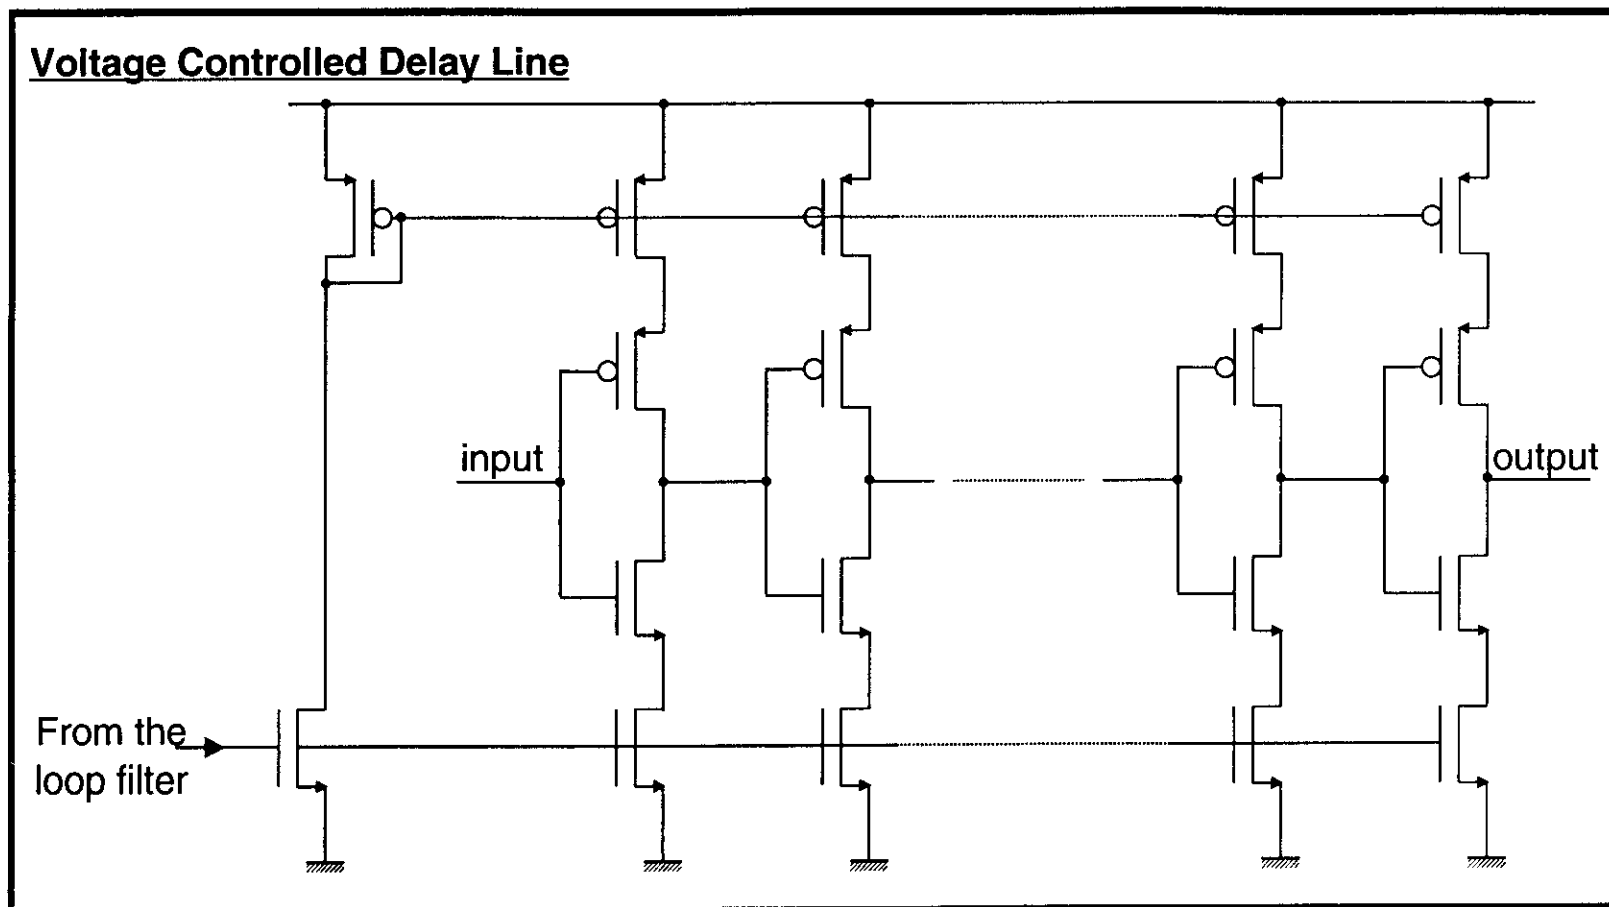 Voltage Controlled Delay Line
input
output
From the
loop filter